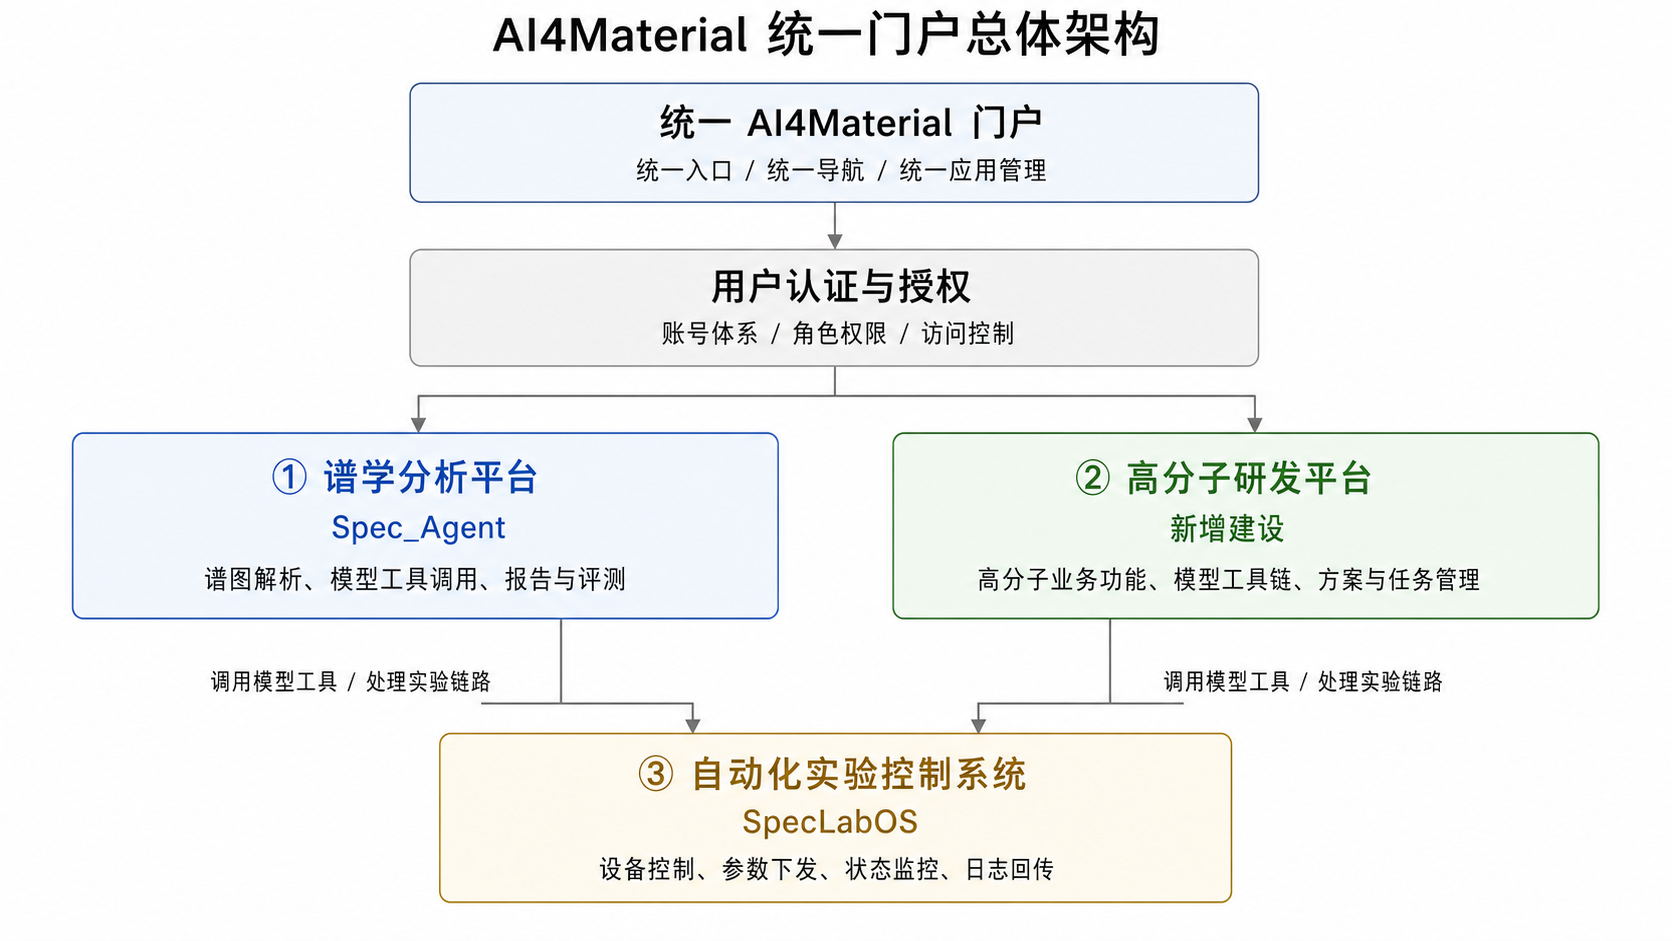 AI4Material 统一门户总体架构
统一 AI4Material 门户
统一入口 / 统一导航 / 统一应用管理
用户认证与授权
账号体系 / 角色权限 / 访问控制
① 谱学分析平台
Spec_Agent
谱图解析、模型工具调用、报告与评测
② 高分子研发平台
新增建设
高分子业务功能、模型工具链、方案与任务管理
调用模型工具 / 处理实验链路
调用模型工具 / 处理实验链路
③ 自动化实验控制系统
SpecLabOS
设备控制、参数下发、状态监控、日志回传